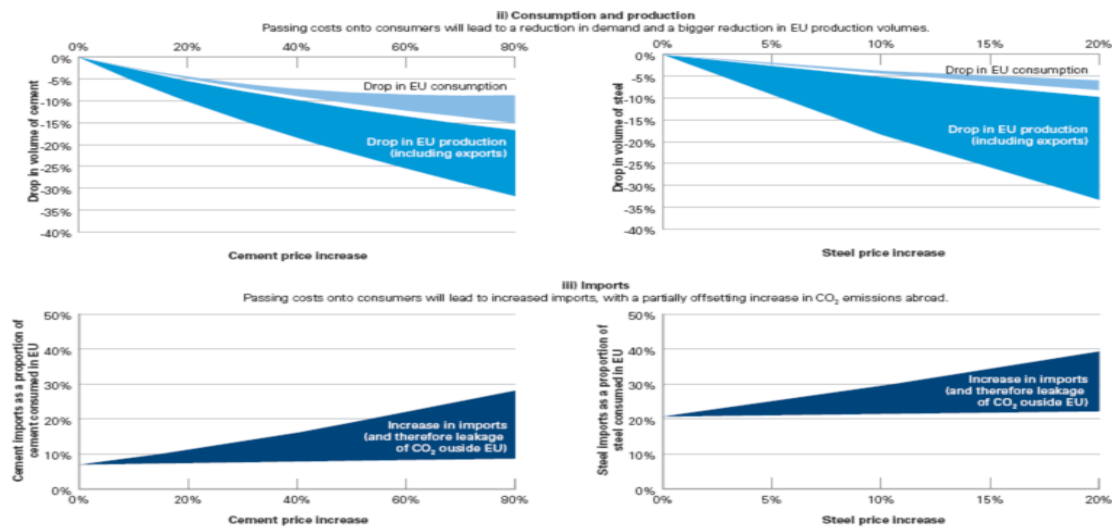 ii) Consumption and production
Passing costs onto consumers will lead to a reduction in demand and a bigger reduction in EU production volumes.
0% 20% 40% 60% 80%
0%
-5%
-10%
-15%
-20%
-25%
-30%
-35%
-40%
Drop in volume of cement
Drop in EU consumption
Drop in EU production
(including exports)
Cement price increase
0% 5% 10% 15% 20%
0%
-5%
-10%
-15%
-20%
-25%
-30%
-35%
-40%
Drop in volume of steel
Drop in EU consumption
Drop in EU production
(including exports)
Steel price increase
iii) Imports
Passing costs onto consumers will lead to increased imports, with a partially offsetting increase in CO₂ emissions abroad.
50%
40%
30%
20%
10%
0%
Cement imports as a proportion of
cement consumed in EU
Increase in imports
(and therefore leakage
of CO₂ ouside EU)
0% 20% 40% 60% 80%
Cement price increase
50%
40%
30%
20%
10%
0%
Steel imports as a proportion of
steel consumed in EU
Increase in imports
(and therefore leakage
of CO₂ ouside EU)
0% 5% 10% 15% 20%
Steel price increase